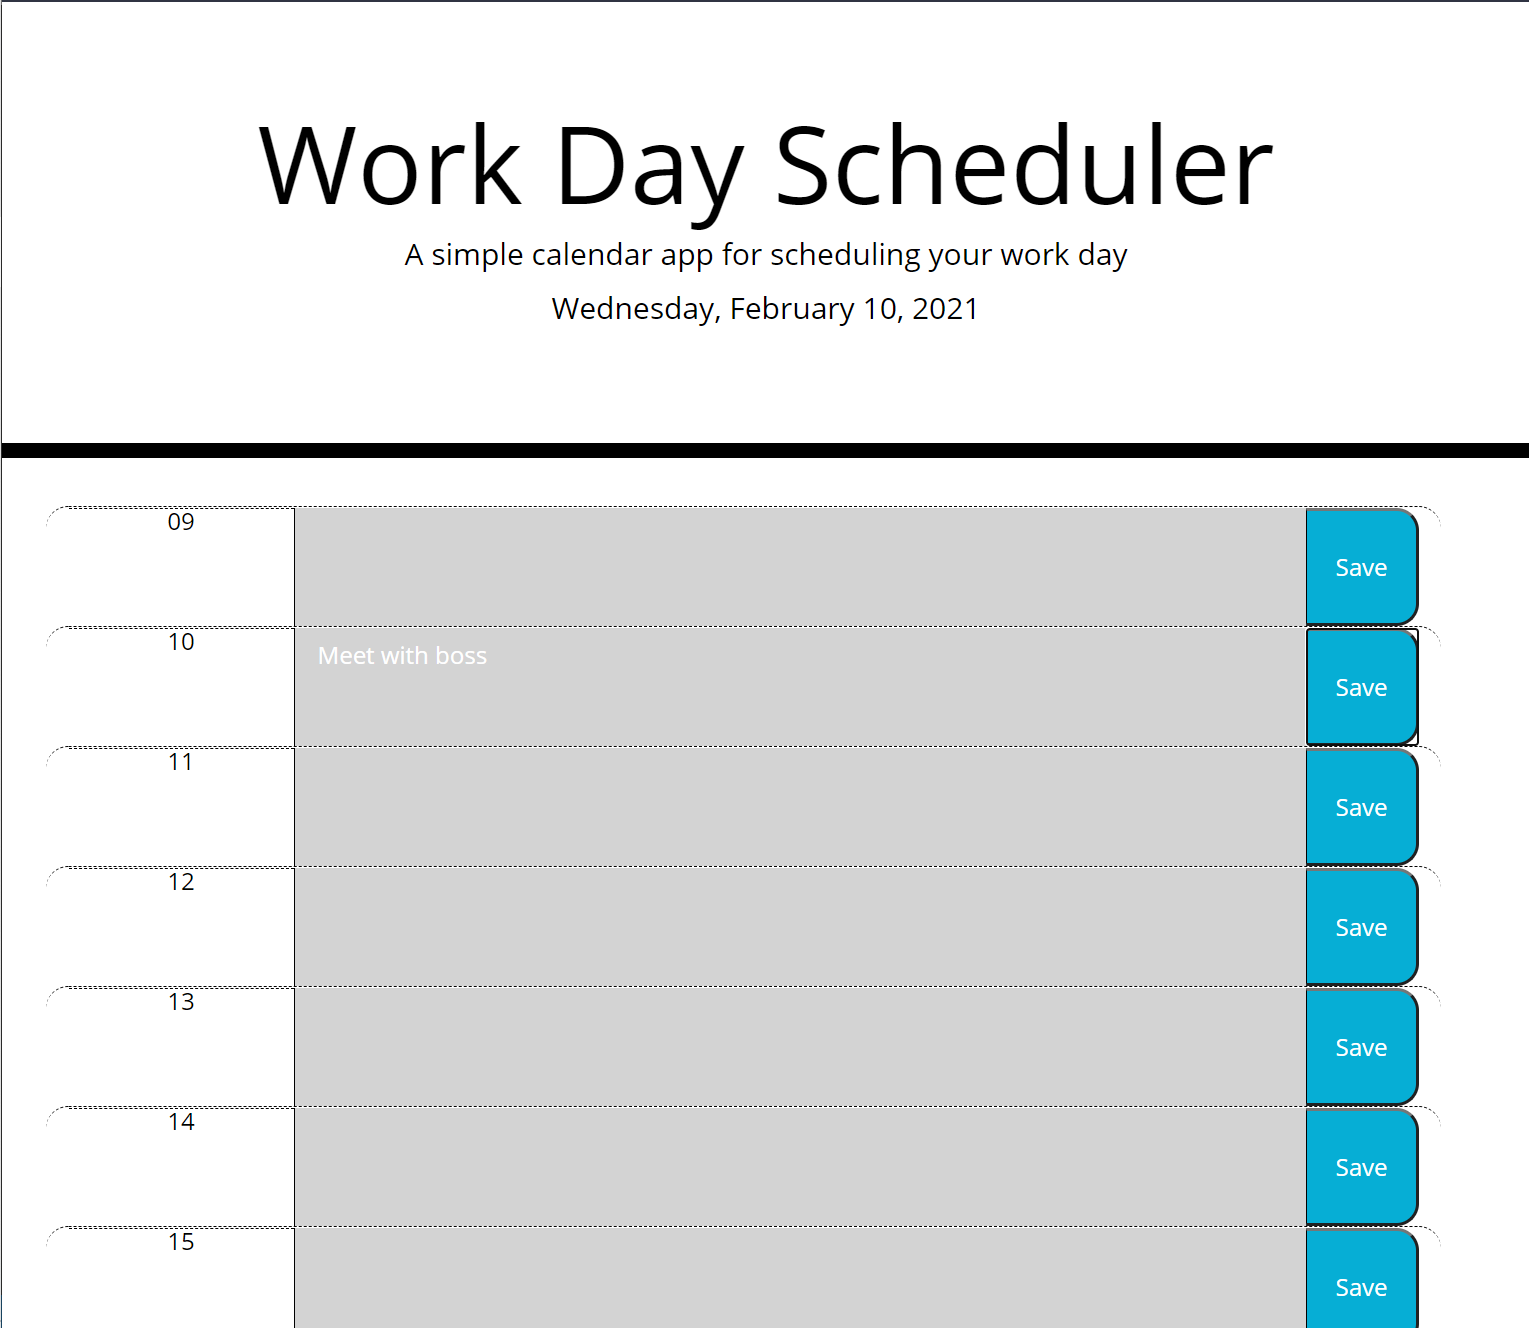 Work Day Scheduler
A simple calendar app for scheduling your work day
Wednesday, February 10, 2021
09
Save
10
Meet with boss
Save
11
Save
12
Save
13
Save
14
Save
15
Save